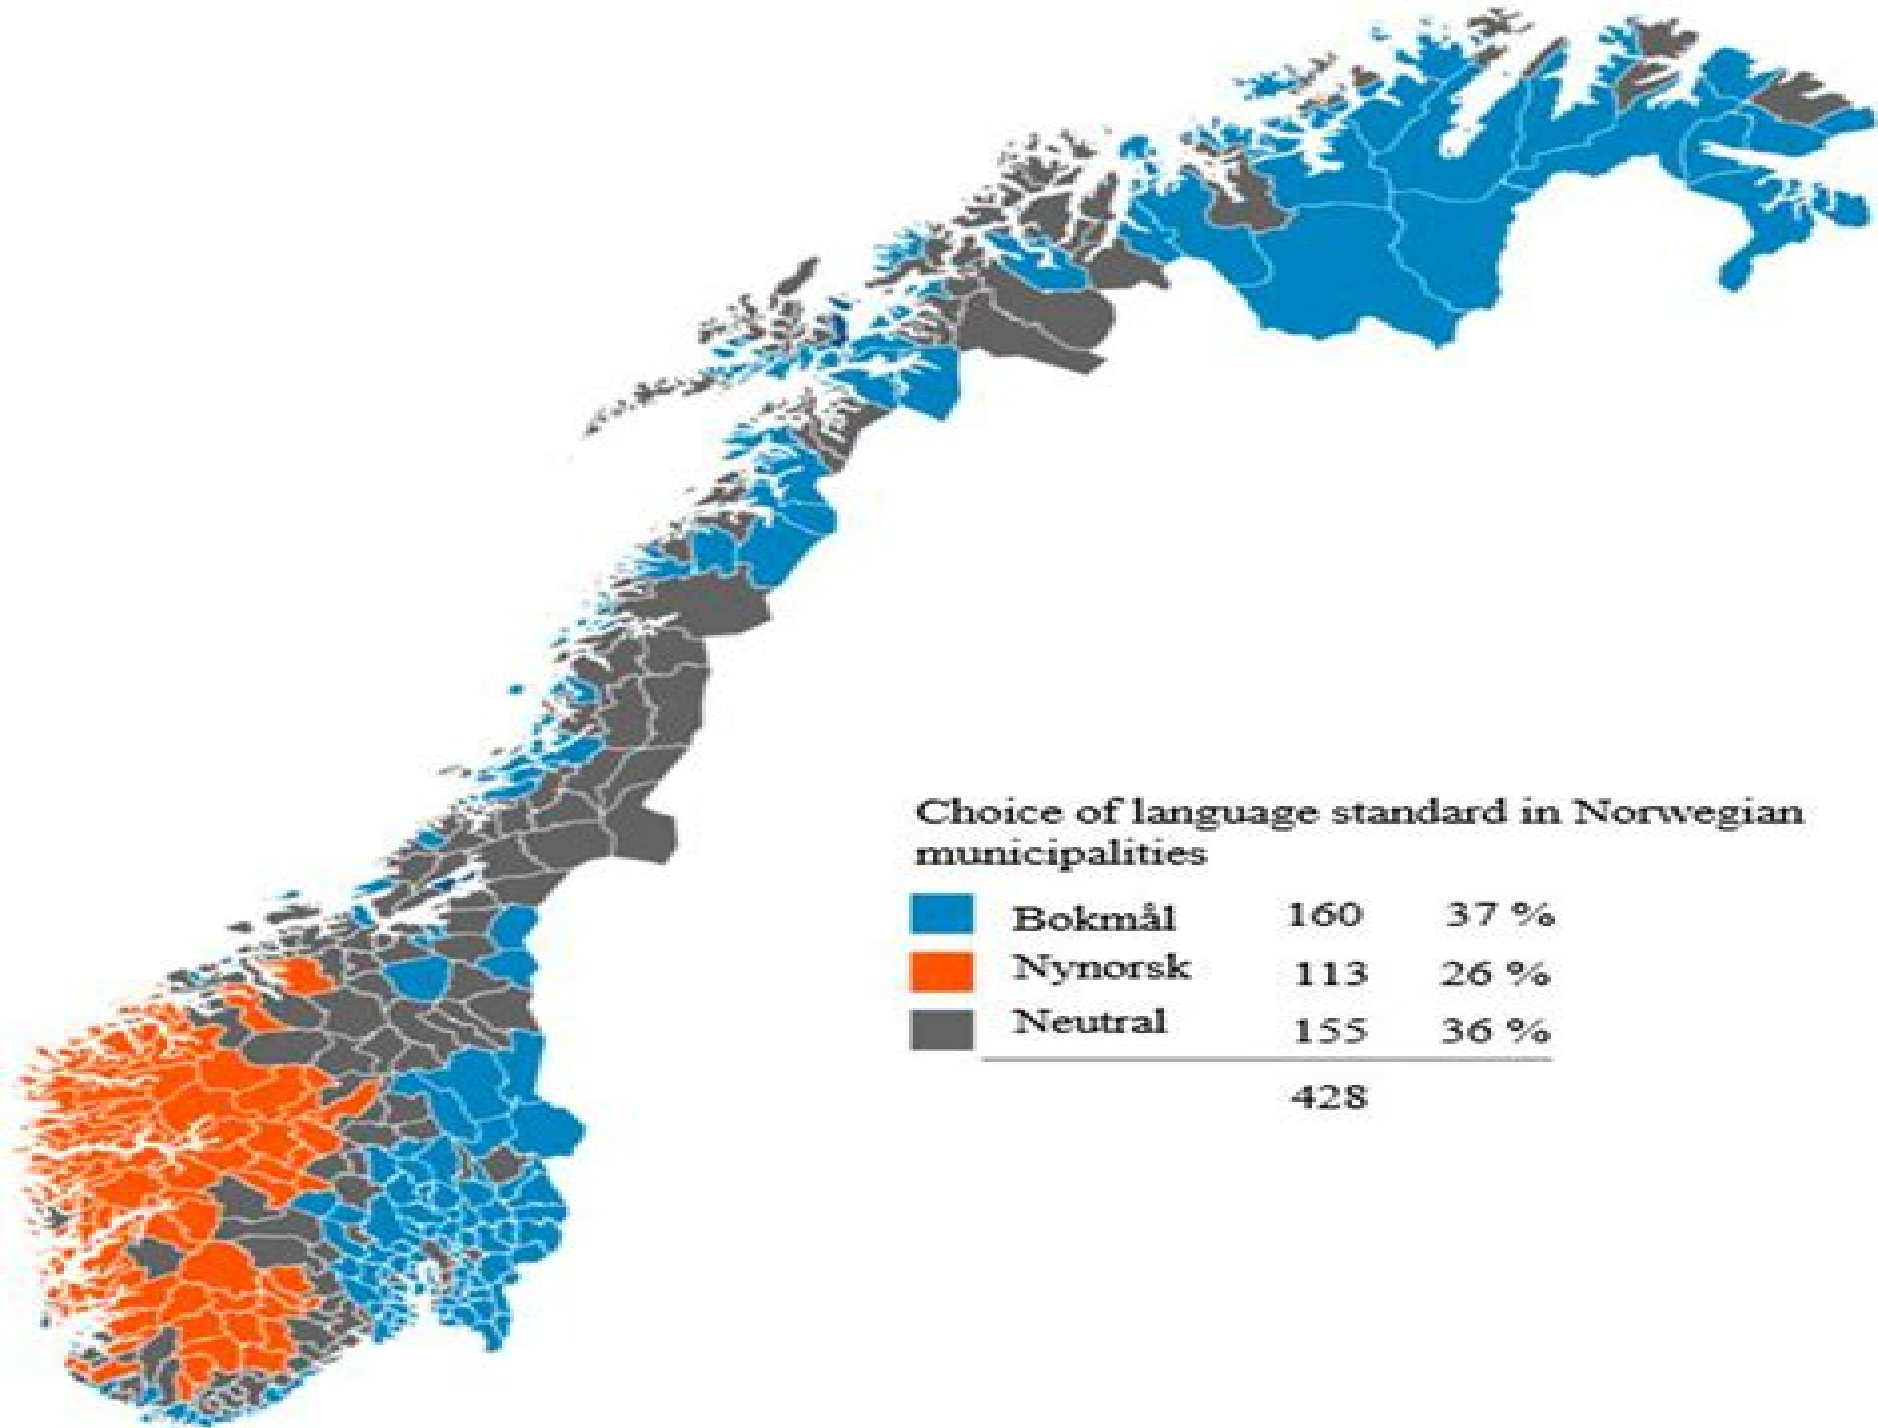 Choice of language standard in Norwegian
municipalities
Bokmål 160 37 %
Nynorsk 113 26 %
Neutral 155 36 %
428